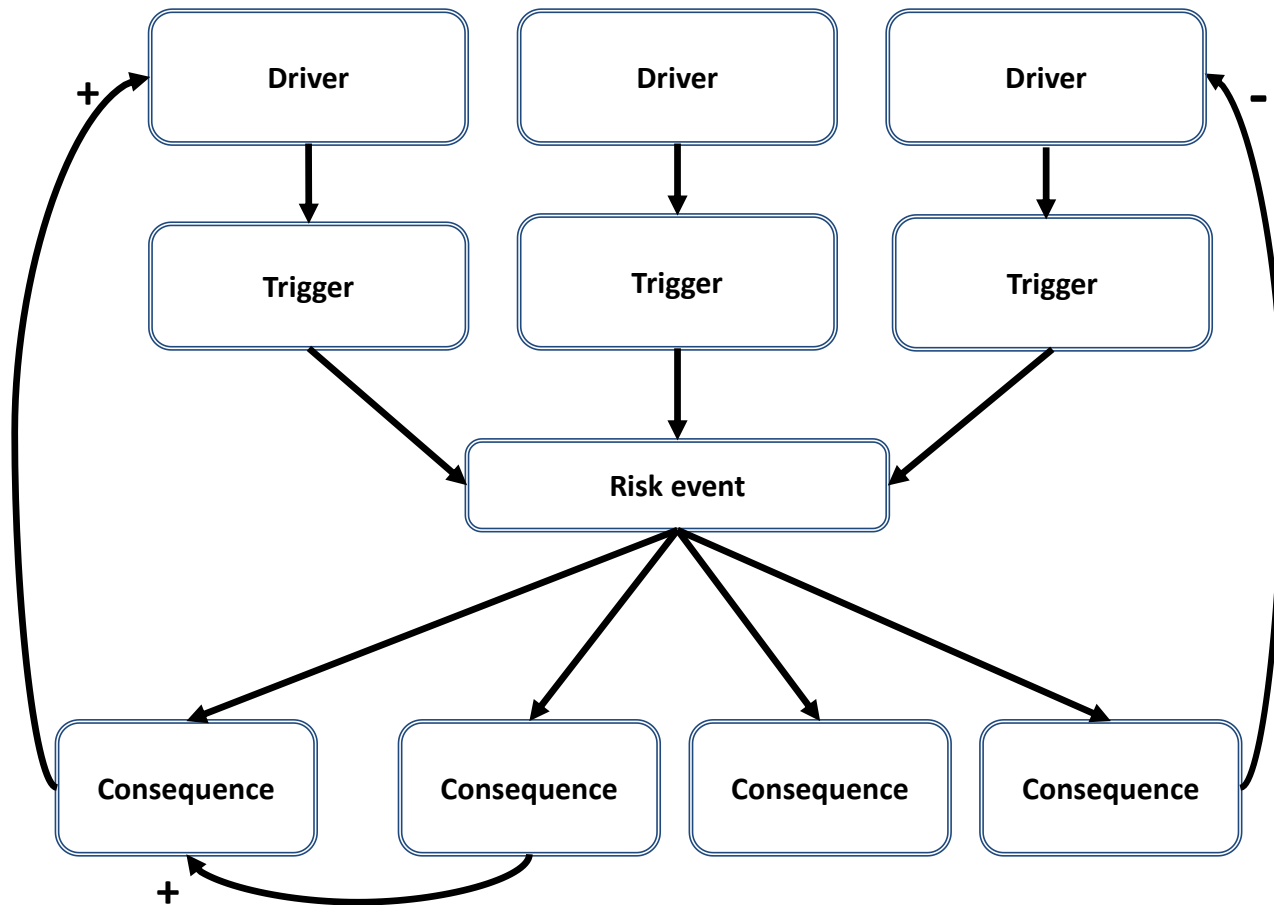 +
Driver
Driver
Driver
-
Trigger
Trigger
Trigger
Risk event
Consequence
Consequence
Consequence
Consequence
+